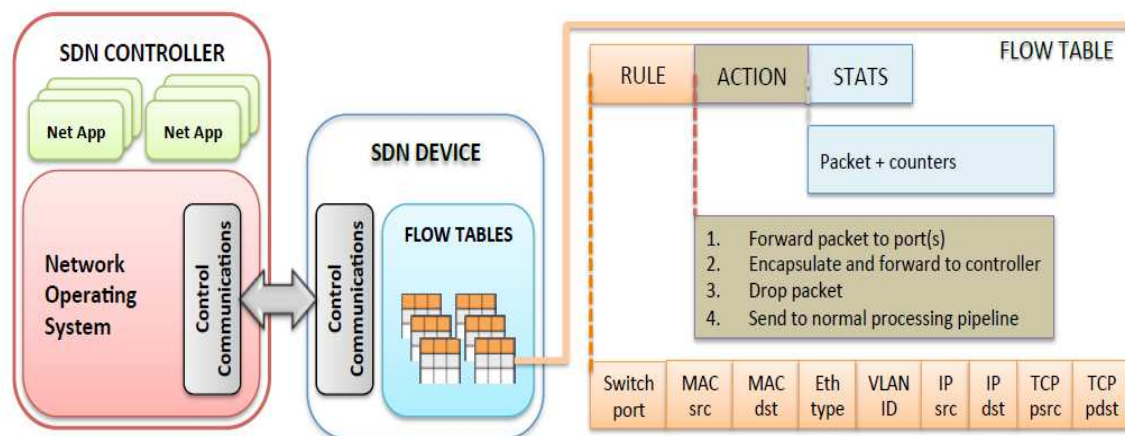 SDN CONTROLLER
Net App
Net App
Network
Operating
System
Control
Communications
SDN DEVICE
Control
Communications
FLOW TABLES
FLOW TABLE
RULE
ACTION
STATS
Packet + counters
1. Forward packet to port(s)
2. Encapsulate and forward to controller
3. Drop packet
4. Send to normal processing pipeline
Switch
port
MAC
src
MAC
dst
Eth
type
VLAN
ID
IP
src
IP
dst
TCP
psrc
TCP
pdst